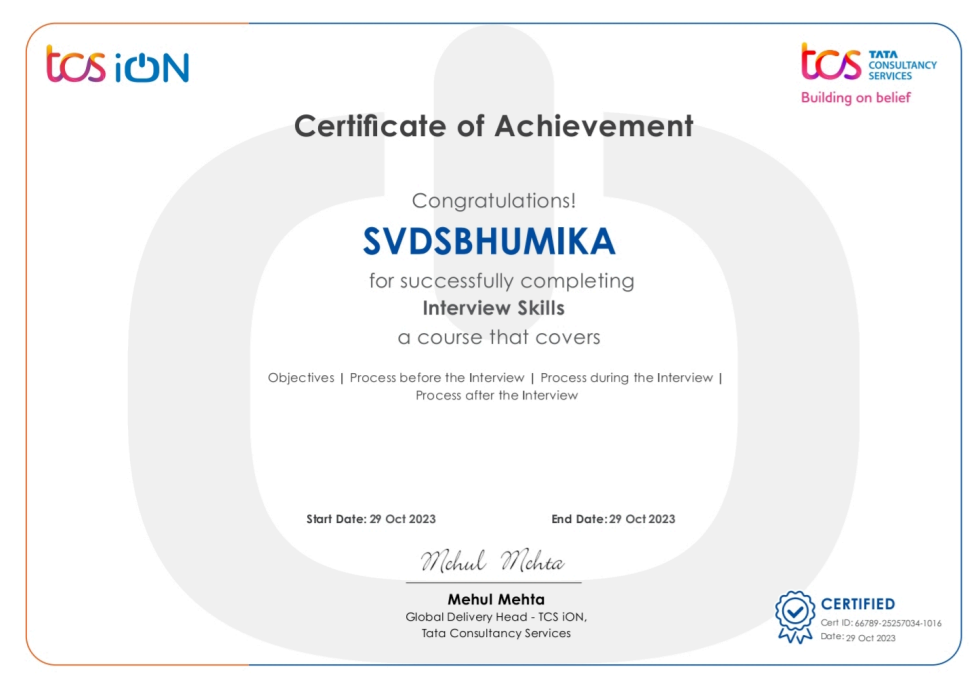 tcs iON
tcs TATA
CONSULTANCY
SERVICES
Building on belief
Certificate of Achievement
Congratulations!
SVDSBHUMIKA
for successfully completing
Interview Skills
a course that covers
Objectives | Process before the Interview | Process during the Interview |
Process after the Interview
Start Date: 29 Oct 2023 End Date: 29 Oct 2023
Mehul Mehta
Mehul Mehta
Global Delivery Head - TCS iON,
Tata Consultancy Services
CERTIFIED
Cert ID: 66789-25257034-1016
Date: 29 Oct 2023